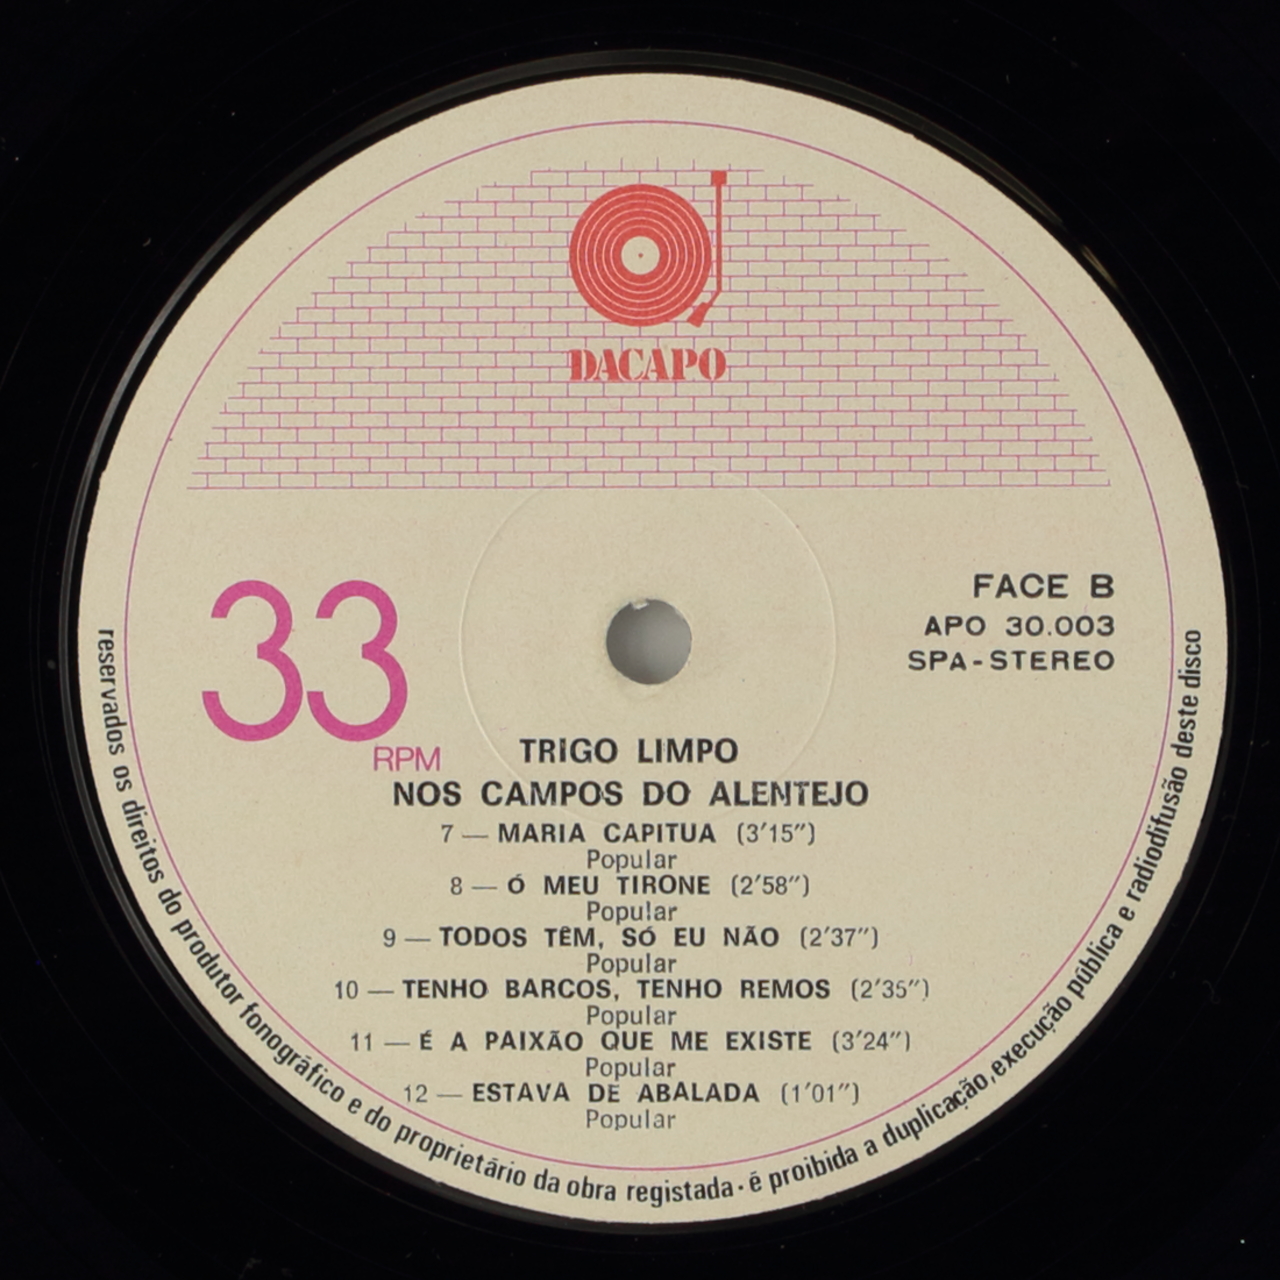 DACAPO
33
RPM
FACE B
APO 30.003
SPA-STEREO
TRIGO LIMPO
NOS CAMPOS DO ALENTEJO
7 — MARIA CAPITUA (3'15")
Popular
8 — Ó MEU TIRONE (2'58")
Popular
9 — TODOS TÊM, SÓ EU NÃO (2'37")
Popular
10 — TENHO BARCOS, TENHO REMOS (2'35")
Popular
11 — É A PAIXÃO QUE ME EXISTE (3'24")
Popular
12 — ESTAVA DE ABALADA (1'01")
Popular
reservados os direitos do produtor fonográfico e do proprietário da obra registada · é proibida a duplicação, execução pública e radiodifusão deste disco